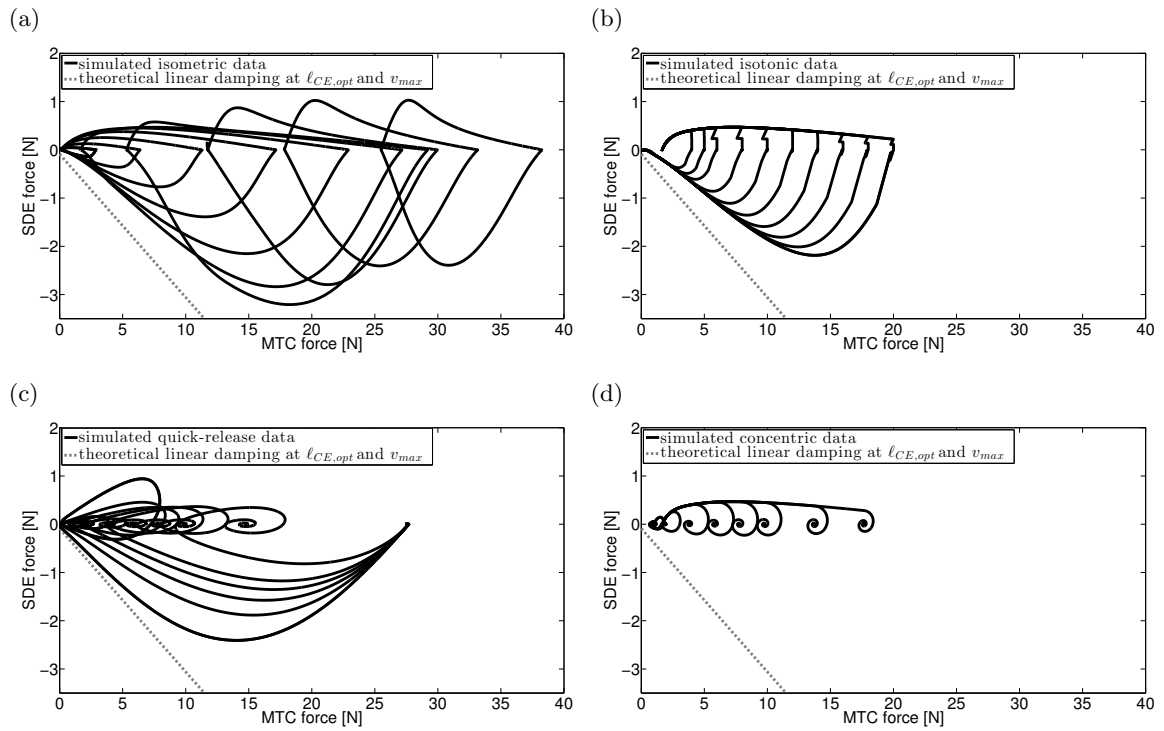 (a)
(b)
simulated isometric data
theoretical linear damping at ℓCE,opt and vmax
simulated isotonic data
theoretical linear damping at ℓCE,opt and vmax
SDE force [N]
2
1
0
−1
−2
−3
0 5 10 15 20 25 30 35 40
MTC force [N]
SDE force [N]
2
1
0
−1
−2
−3
0 5 10 15 20 25 30 35 40
MTC force [N]
(c)
(d)
simulated quick-release data
theoretical linear damping at ℓCE,opt and vmax
simulated concentric data
theoretical linear damping at ℓCE,opt and vmax
SDE force [N]
2
1
0
−1
−2
−3
0 5 10 15 20 25 30 35 40
MTC force [N]
SDE force [N]
2
1
0
−1
−2
−3
0 5 10 15 20 25 30 35 40
MTC force [N]